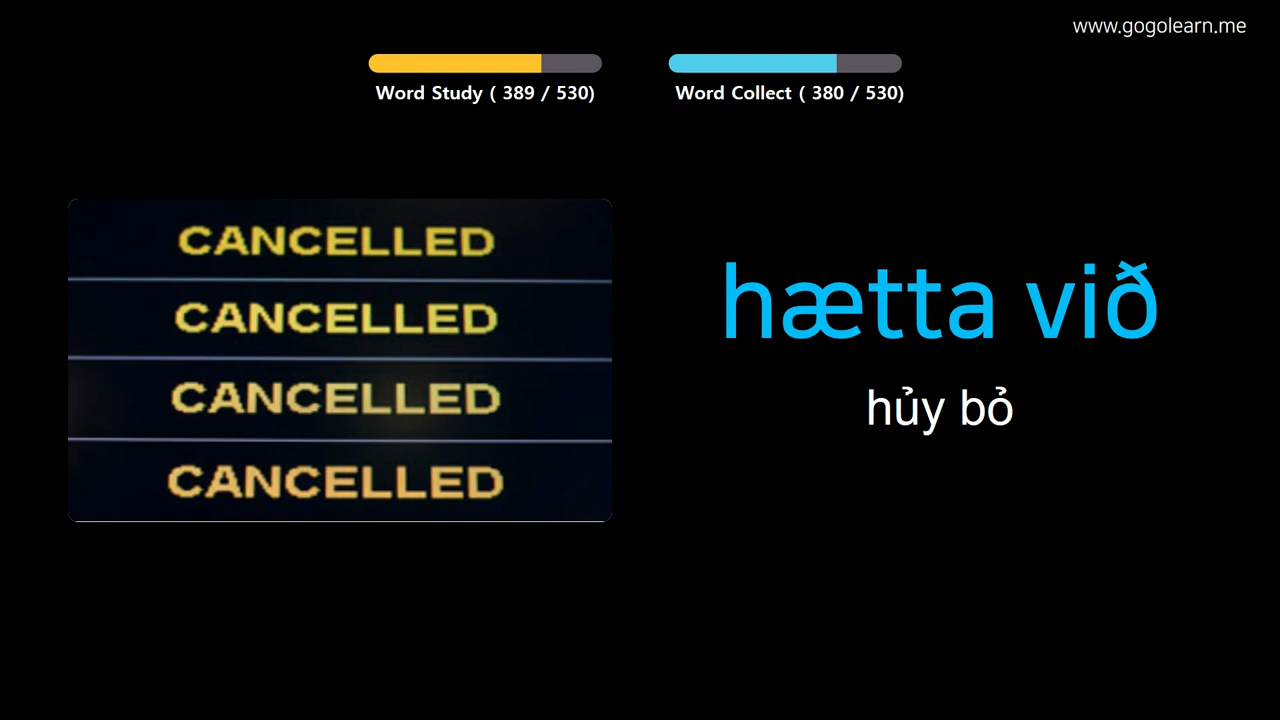 www.gogolearn.me
Word Study ( 389 / 530)
Word Collect ( 380 / 530)
CANCELLED
CANCELLED
CANCELLED
CANCELLED
hætta við
hủy bỏ